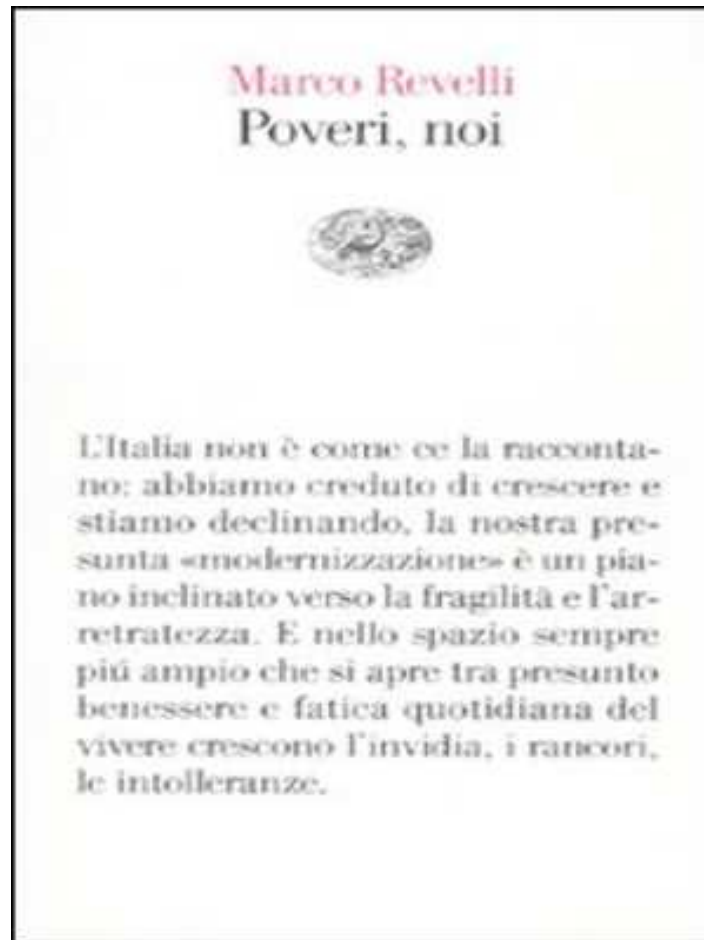 Marco Revelli
Poveri, noi
L'Italia non è come ce la racconta-
no: abbiamo creduto di crescere e
stiamo declinando, la nostra pre-
sunta «modernizzazione» è un pia-
no inclinato verso la fragilità e l'ar-
retratezza. E nello spazio sempre
piú ampio che si apre tra presunto
benessere e fatica quotidiana del
vivere crescono l'invidia, i rancori,
le intolleranze.